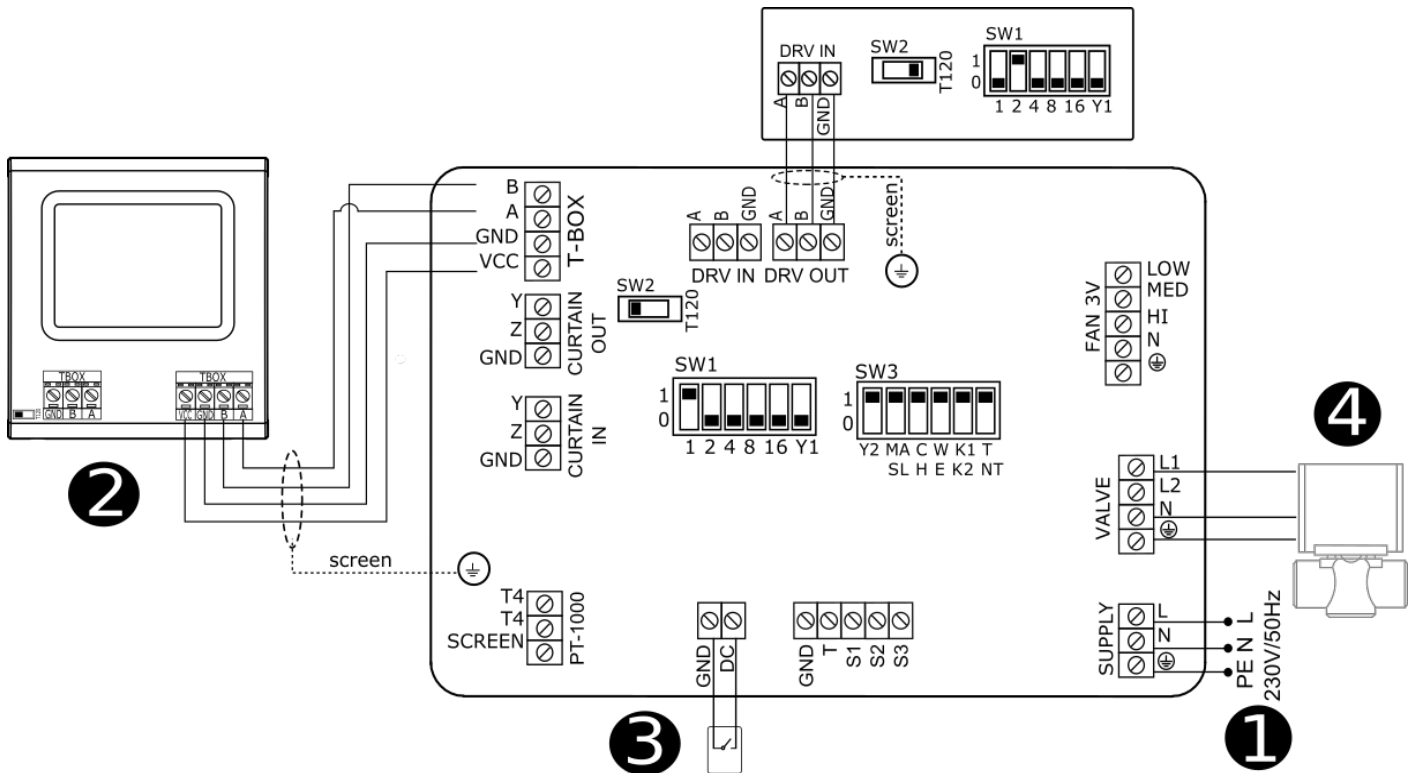 DRV IN
A
B
GND
SW2
T120
SW1
1
0
1 2 4 8 16 Y1
TBOX
GND B A
TBOX
VCC GND B A
2
screen
B
A
GND
VCC
T-BOX
Y
Z
GND
CURTAIN
OUT
Y
Z
GND
CURTAIN
IN
T4
T4
SCREEN
PT-1000
A
B
GND
DRV IN
A
B
GND
DRV OUT
screen
SW2
T120
SW1
1
0
1 2 4 8 16 Y1
SW3
1
0
Y2 MA C W K1 T
SL H E K2 NT
FAN 3V
LOW
MED
HI
N
VALVE
L1
L2
N
4
SUPPLY
L
N
PE N L
230V/50Hz
1
GND
DC
3
GND
T
S1
S2
S3